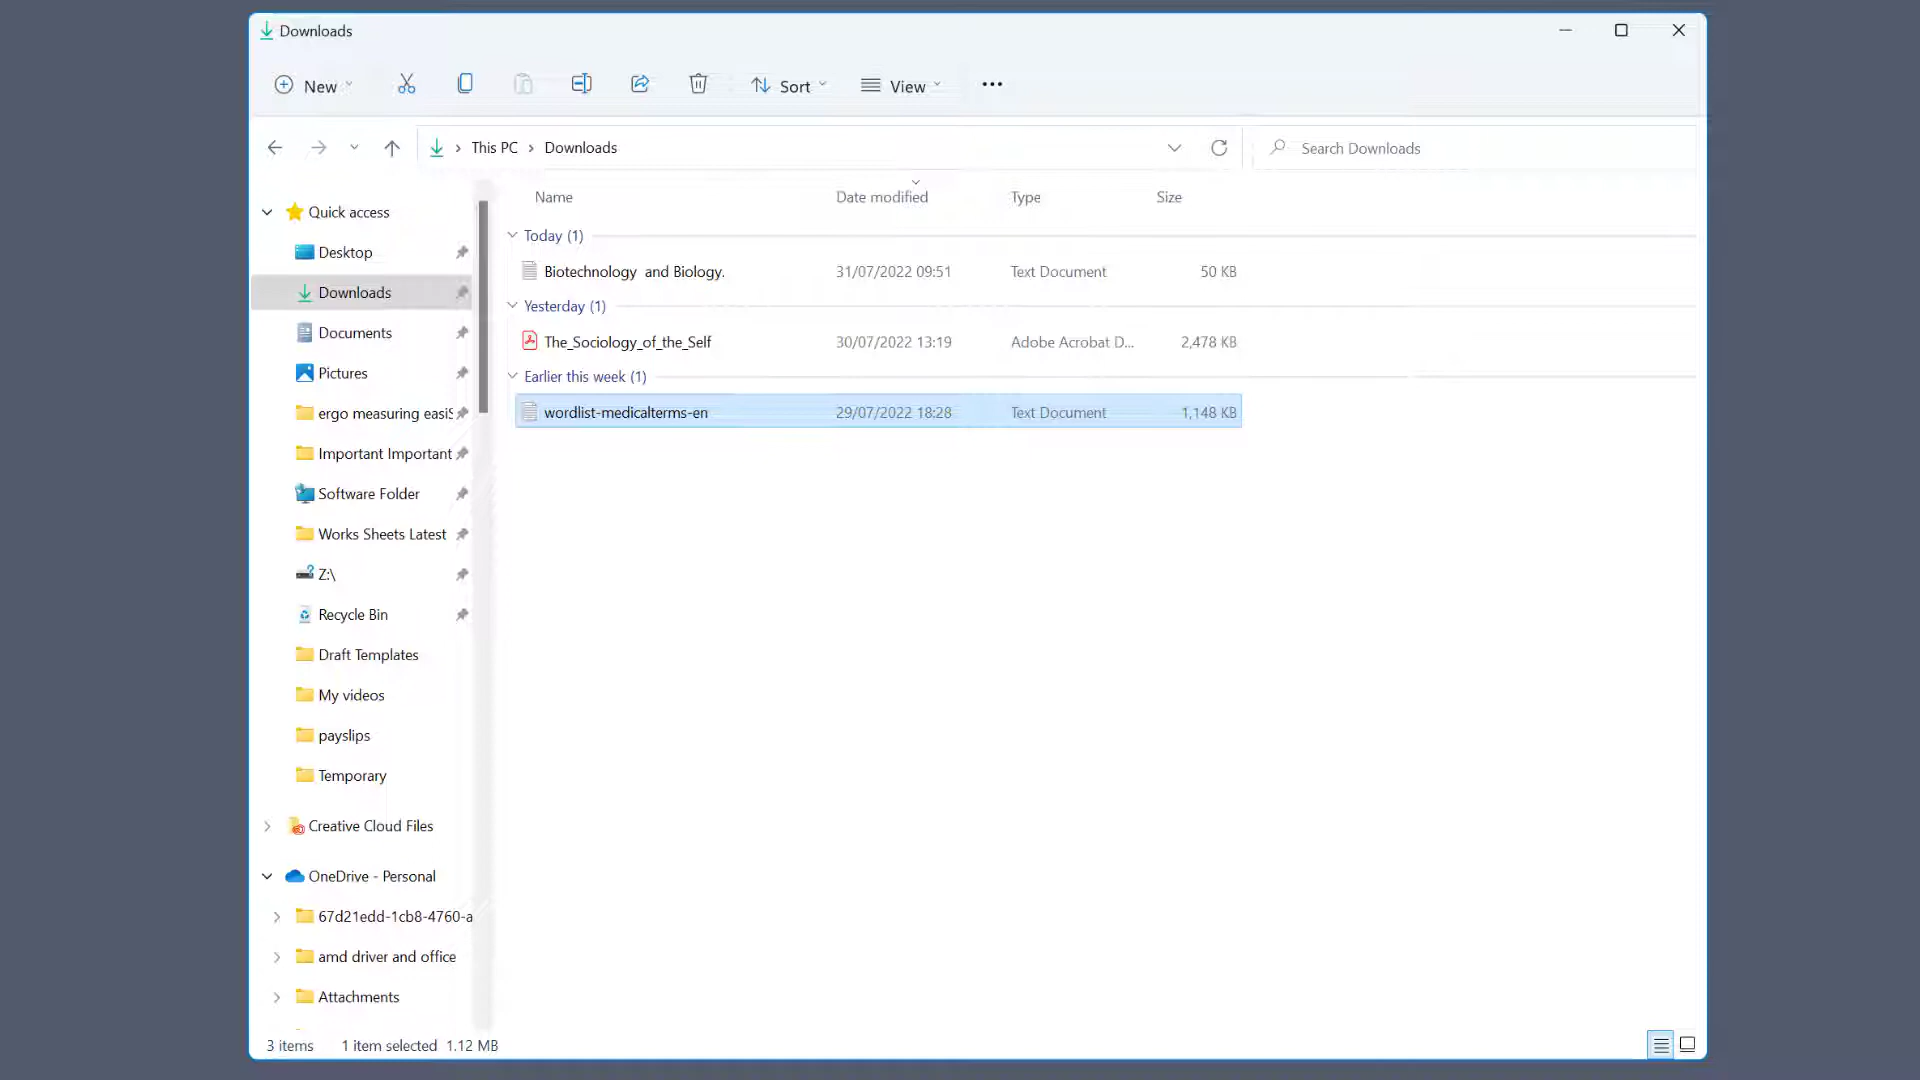 Downloads
New
Sort
View
This PC
Downloads
Search Downloads
Name
Date modified
Type
Size
Quick access
Desktop
Downloads
Documents
Pictures
ergo measuring easiS
Important Important
Software Folder
Works Sheets Latest
Z:\
Recycle Bin
Draft Templates
My videos
payslips
Temporary
Creative Cloud Files
OneDrive - Personal
67d21edd-1cb8-4760-a
amd driver and office
Attachments
Today (1)
Biotechnology  and Biology. 31/07/2022 09:51 Text Document 50 KB
Yesterday (1)
The_Sociology_of_the_Self 30/07/2022 13:19 Adobe Acrobat D... 2,478 KB
Earlier this week (1)
wordlist-medicalterms-en 29/07/2022 18:28 Text Document 1,148 KB
3 items 1 item selected 1.12 MB